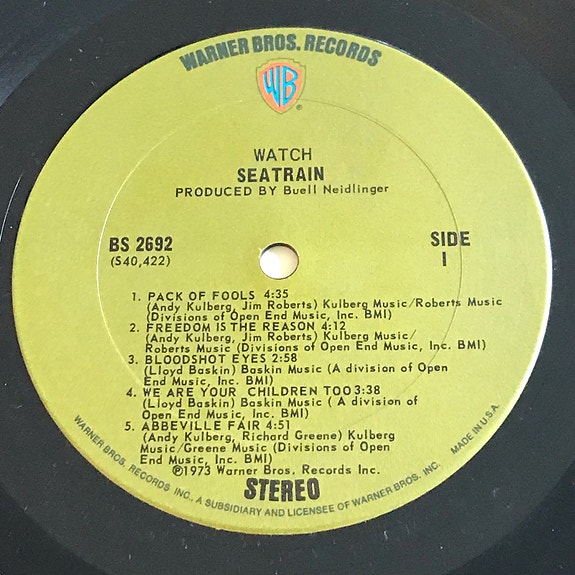 WARNER BROS. RECORDS
WB
®
WATCH
SEATRAIN
PRODUCED BY Buell Neidlinger
BS 2692
(S40,422)
SIDE
1
1. PACK OF FOOLS 4:35
(Andy Kulberg, Jim Roberts) Kulberg Music/Roberts Music
(Divisions of Open End Music, Inc. BMI)
2. FREEDOM IS THE REASON 4:12
(Andy Kulberg, Jim Roberts) Kulberg Music/
Roberts Music (Divisions of Open End Music, Inc. BMI)
3. BLOODSHOT EYES 2:58
(Lloyd Baskin) Baskin Music (A division of Open
End Music, Inc. BMI)
4. WE ARE YOUR CHILDREN TOO 3:38
(Lloyd Baskin) Baskin Music ( A division of
Open End Music, Inc. BMI)
5. ABBEVILLE FAIR 4:51
(Andy Kulberg, Richard Greene) Kulberg
Music/Greene Music (Divisions of Open
End Music, Inc. BMI)
℗1973 Warner Bros. Records Inc.
STEREO
WARNER BROS. RECORDS INC., A SUBSIDIARY AND LICENSEE OF WARNER BROS. INC.
MADE IN U.S.A.